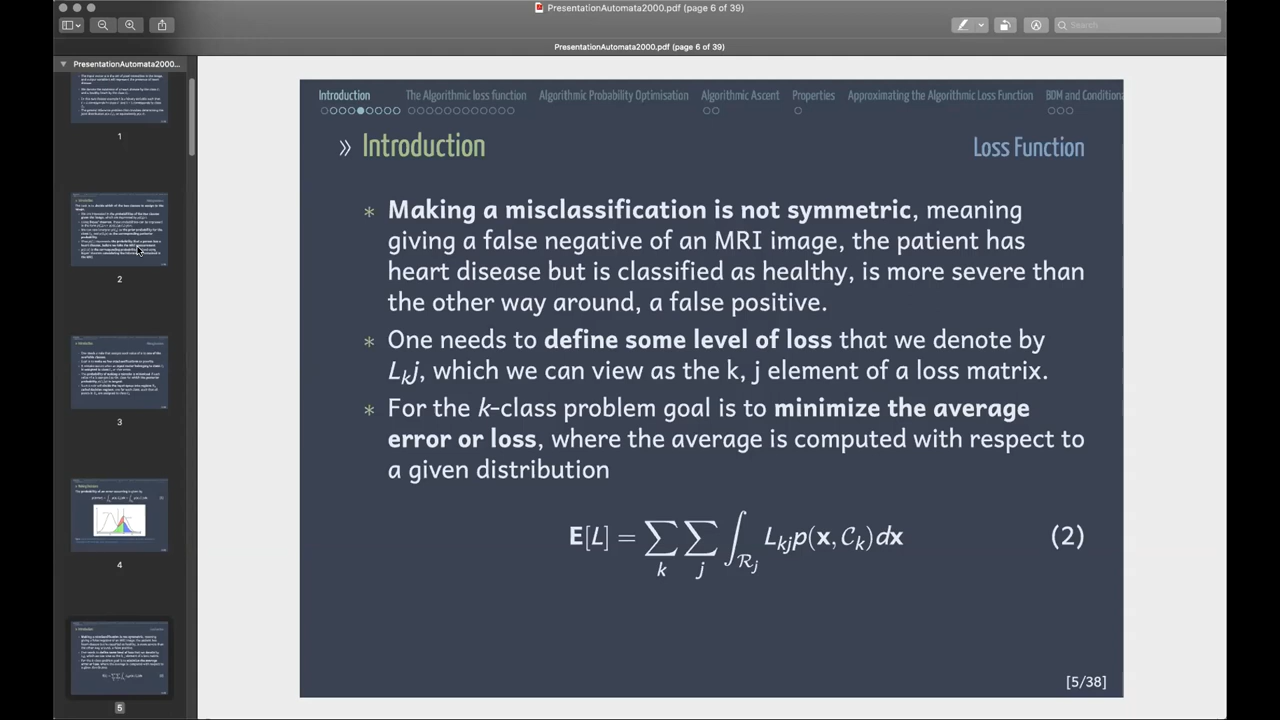 PresentationAutomata2000.pdf (page 6 of 39)
Search
PresentationAutomata2000.pdf (page 6 of 39)
PresentationAutomata2000...
1
2
3
4
5
Introduction The Algorithmic loss function Algorithmic Probability Optimisation Algorithmic Ascent Properties Approximating the Algorithmic Loss Function BDM and Conditiona
» Introduction
Loss Function
* Making a misclassification is not symmetric, meaning
giving a false negative of an MRI image, the patient has
heart disease but is classified as healthy, is more severe than
the other way around, a false positive.
* One needs to define some level of loss that we denote by
Lₖj, which we can view as the k, j element of a loss matrix.
* For the k-class problem goal is to minimize the average
error or loss, where the average is computed with respect to
a given distribution
E[L] = ∑ₖ ∑ⱼ ∫_{ℛⱼ} Lₖⱼp(x, 𝒞ₖ)dx (2)
[5/38]